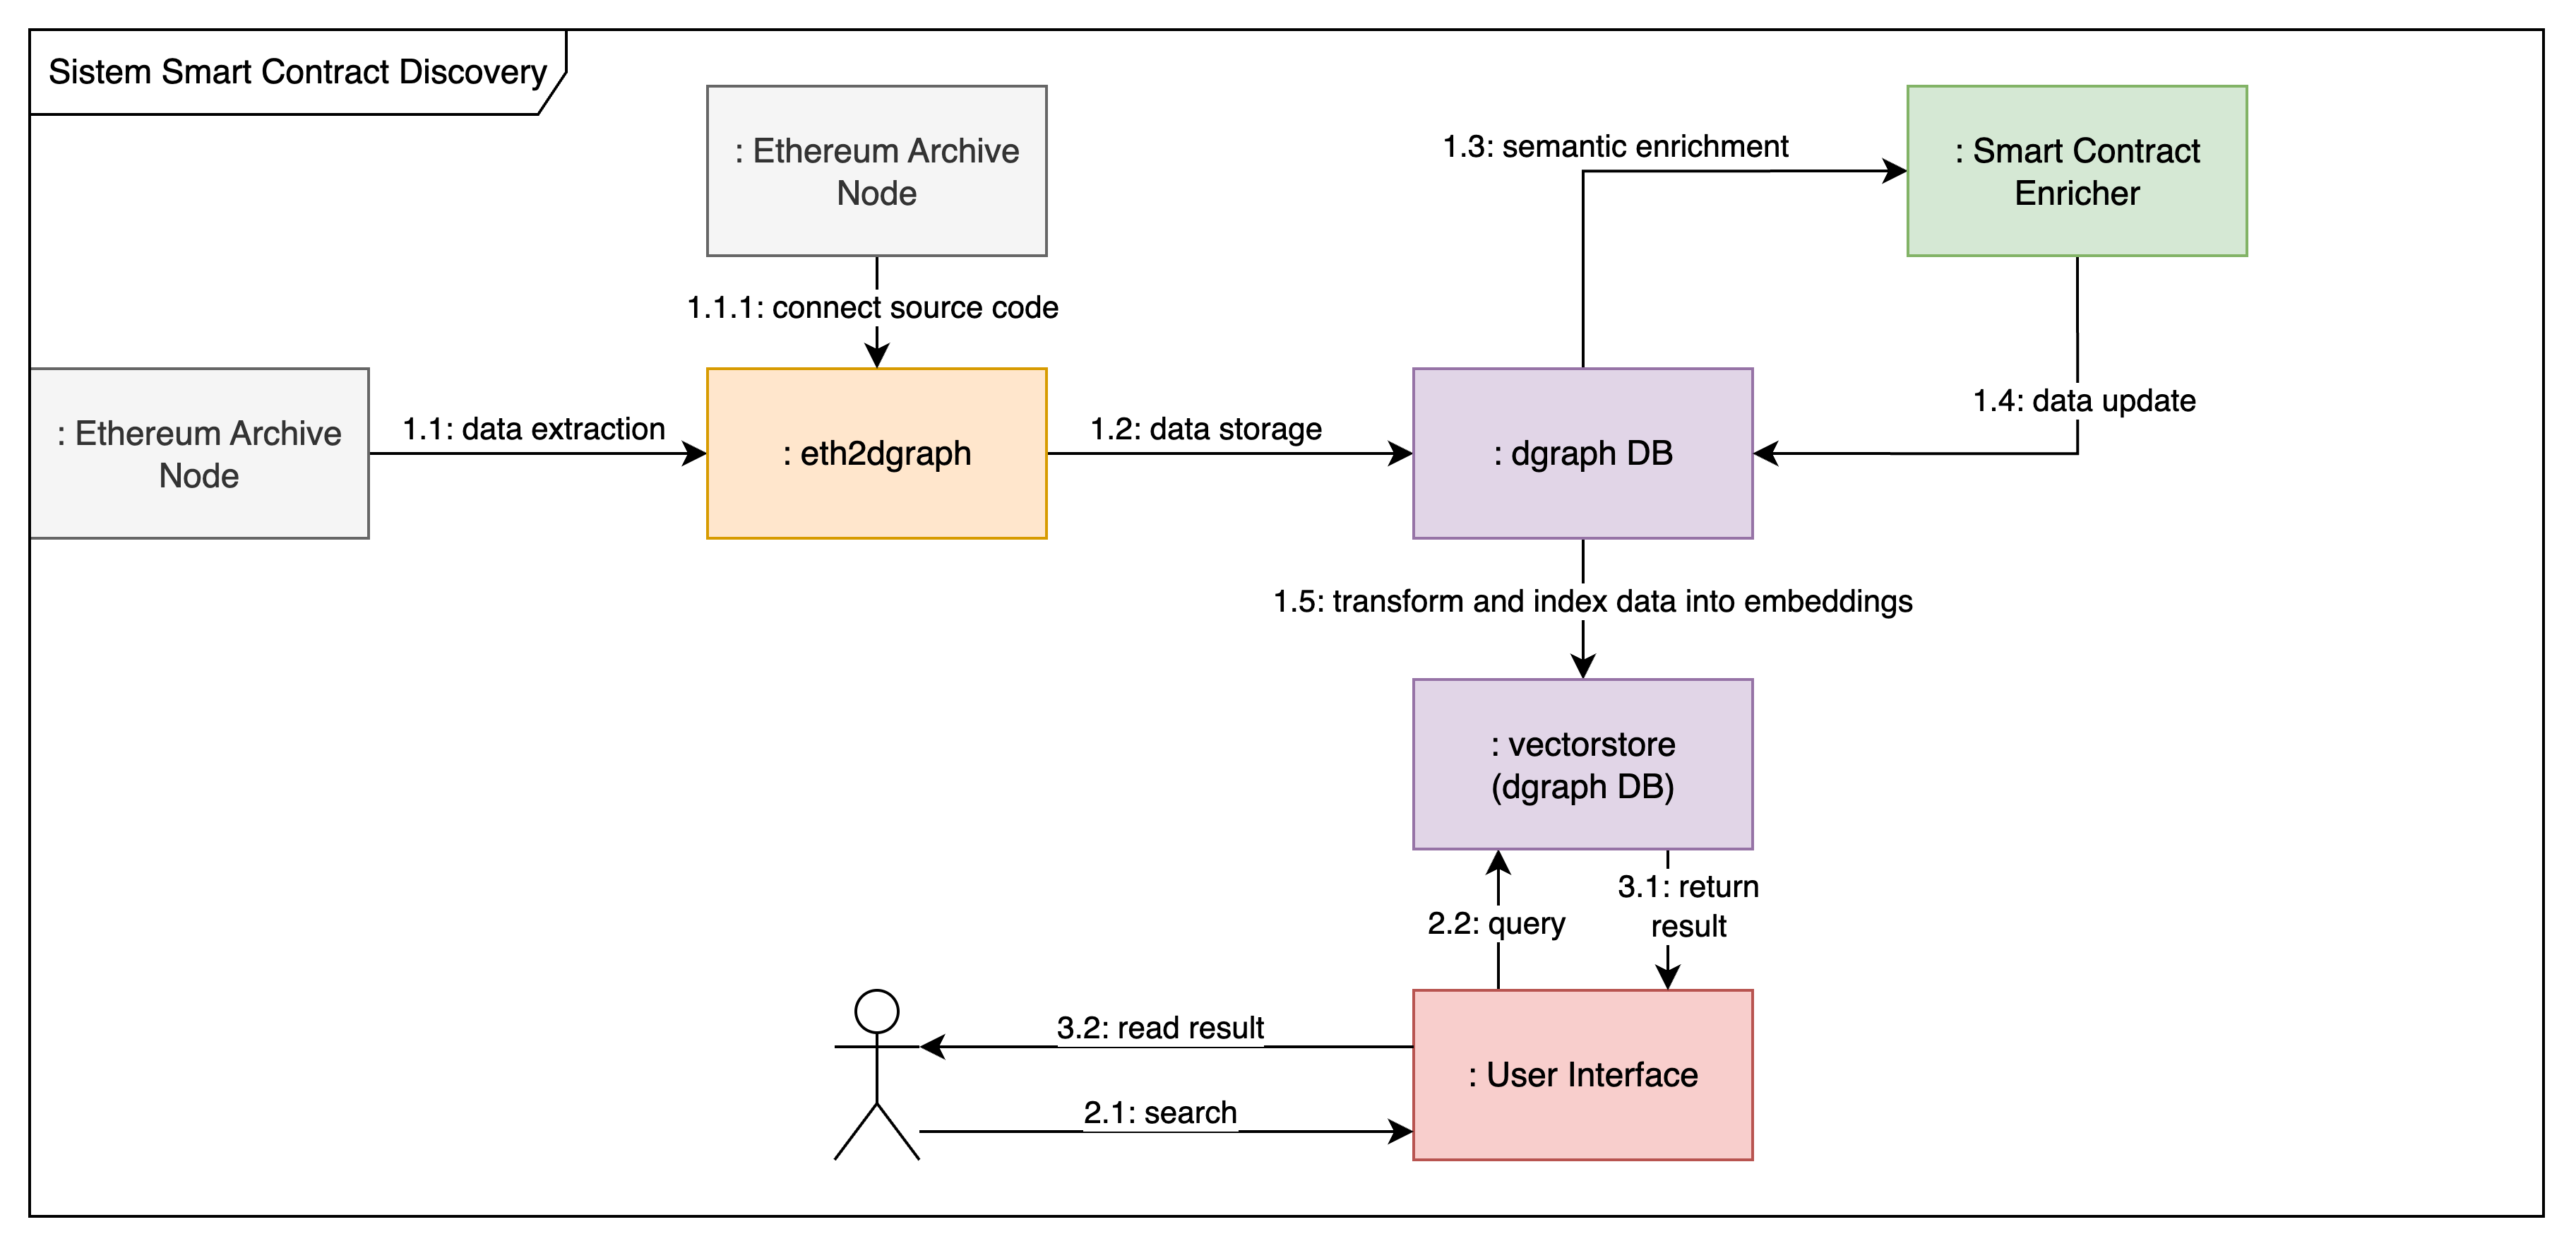 Sistem Smart Contract Discovery
: Ethereum Archive
Node
1.3: semantic enrichment
: Smart Contract
Enricher
1.1.1: connect source code
: Ethereum Archive
Node
1.1: data extraction
: eth2dgraph
1.2: data storage
: dgraph DB
1.4: data update
1.5: transform and index data into embeddings
: vectorstore
(dgraph DB)
2.2: query
3.1: return
result
3.2: read result
: User Interface
2.1: search